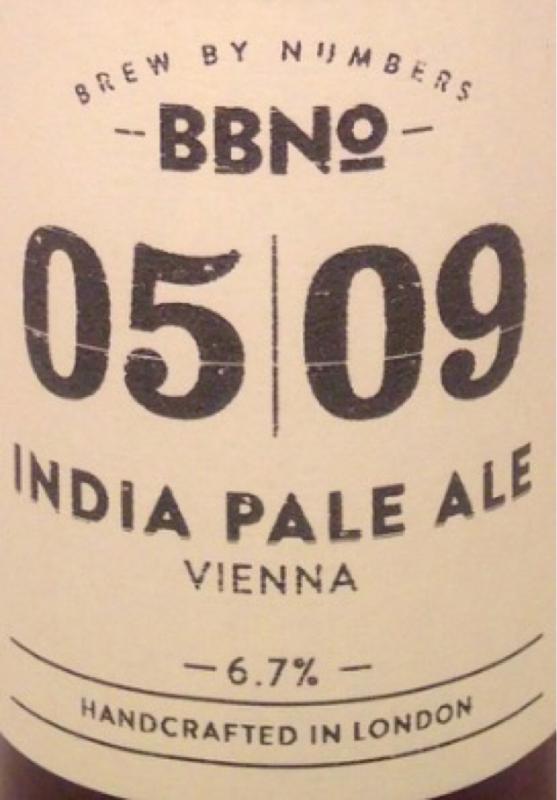 BREW BY NUMBERS
-BBNo-
05|09
INDIA PALE ALE
VIENNA
— 6.7% —
HANDCRAFTED IN LONDON